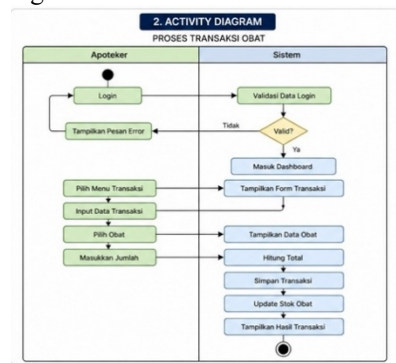 2. ACTIVITY DIAGRAM
PROSES TRANSAKSI OBAT
Apoteker
Sistem
Login
Validasi Data Login
Tampilkan Pesan Error
Tidak
Valid?
Ya
Masuk Dashboard
Pilih Menu Transaksi
Tampilkan Form Transaksi
Input Data Transaksi
Pilih Obat
Tampilkan Data Obat
Masukkan Jumlah
Hitung Total
Simpan Transaksi
Update Stok Obat
Tampilkan Hasil Transaksi